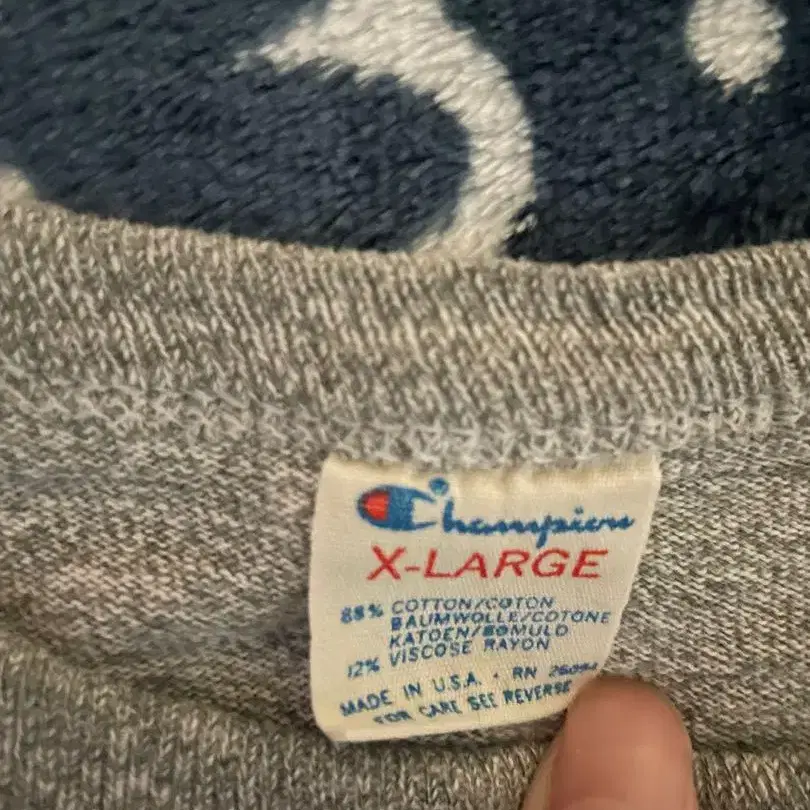 Champion
X-LARGE
88% COTTON/COTON
BAUMWOLLE/COTONE
KATOEN/BOMULD
12% VISCOSE RAYON
MADE IN U.S.A. • RN 26094
FOR CARE SEE REVERSE